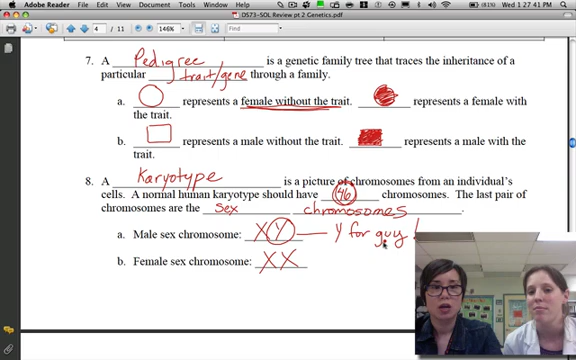 Adobe Reader File Edit View Document Tools Window Help (81%) Wed 1:27:41 PM
OS73-SOL Review pt 2 Genetics.pdf
4 / 11 146% Find
7. A Pedigree is a genetic family tree that traces the inheritance of a
particular trait/gene through a family.
a. represents a female without the trait. represents a female with
the trait.
b. represents a male without the trait. represents a male with the
trait.
8. A Karyotype is a picture of chromosomes from an individual's
cells. A normal human karyotype should have 46 chromosomes. The last pair of
chromosomes are the sex chromosomes.
a. Male sex chromosome: XY Y for guy!
b. Female sex chromosome: XX